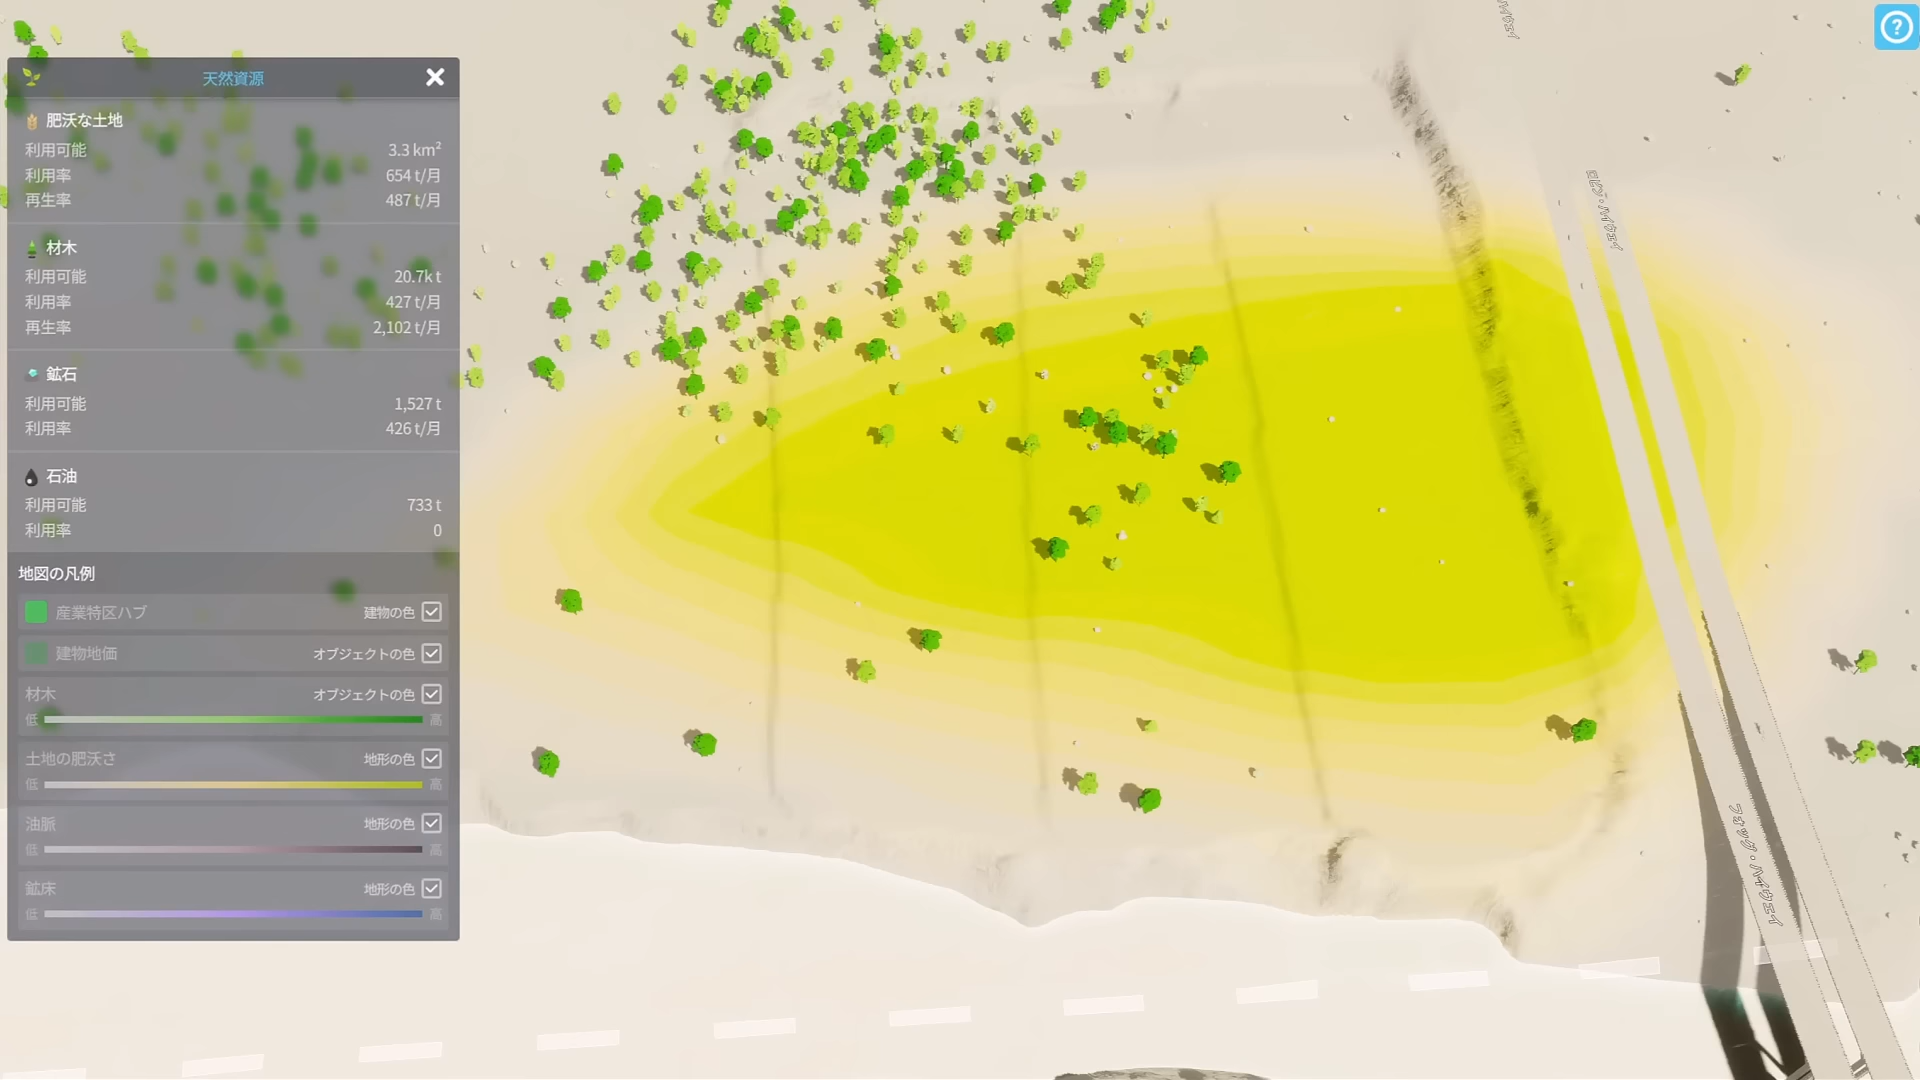 天然資源
肥沃な土地
利用可能 3.3 km²
利用率 654 t/月
再生率 487 t/月
材木
利用可能 20.7k t
利用率 427 t/月
再生率 2,102 t/月
鉱石
利用可能 1,527 t
利用率 426 t/月
石油
利用可能 733 t
利用率 0
地図の凡例
産業特区ハブ 建物の色
建物地価 オブジェクトの色
材木 オブジェクトの色
低 高
土地の肥沃さ 地形の色
低 高
油脈 地形の色
低 高
鉱床 地形の色
低 高
?